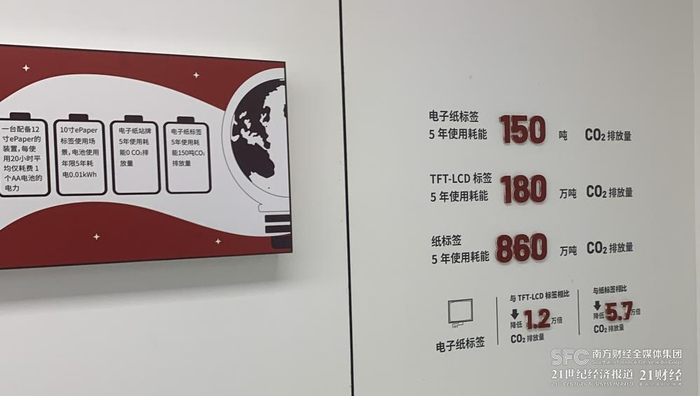 一台配备12
寸ePaper的
装置,每使
用20小时平
均仅耗费 1
个AA电池的
电力
10寸ePaper
标签使用场
景,电池使用
年限5年耗
电0.01kWh
电子纸站牌
5年使用耗
能0 CO₂排
放量
电子纸标签
5年使用耗
能150吨CO₂
排放量
电子纸标签
5 年使用耗能
150 吨 CO₂ 排放量
TFT-LCD 标签
5 年使用耗能
180 万吨 CO₂ 排放量
纸标签
5 年使用耗能
860 万吨 CO₂ 排放量
电子纸标签
与 TFT-LCD 标签相比
降低 1.2 万倍
CO₂ 排放量
与纸标签相比
降低 5.7 万倍
CO₂ 排放量
SFC 南方财经全媒体集团
21世纪经济报道 21财经